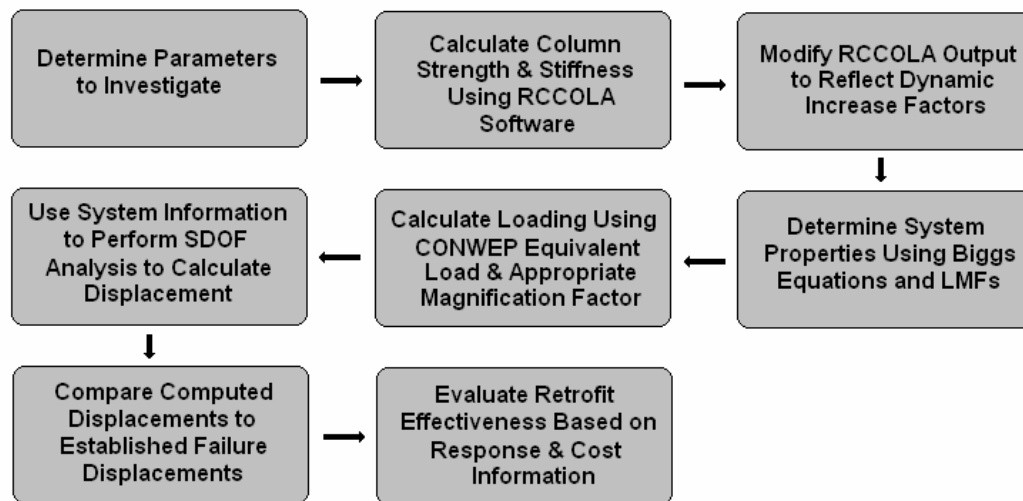 Determine Parameters
to Investigate
Calculate Column
Strength & Stiffness
Using RCCOLA
Software
Modify RCCOLA Output
to Reflect Dynamic
Increase Factors
Determine System
Properties Using Biggs
Equations and LMFs
Calculate Loading Using
CONWEP Equivalent
Load & Appropriate
Magnification Factor
Use System Information
to Perform SDOF
Analysis to Calculate
Displacement
Compare Computed
Displacements to
Established Failure
Displacements
Evaluate Retrofit
Effectiveness Based on
Response & Cost
Information